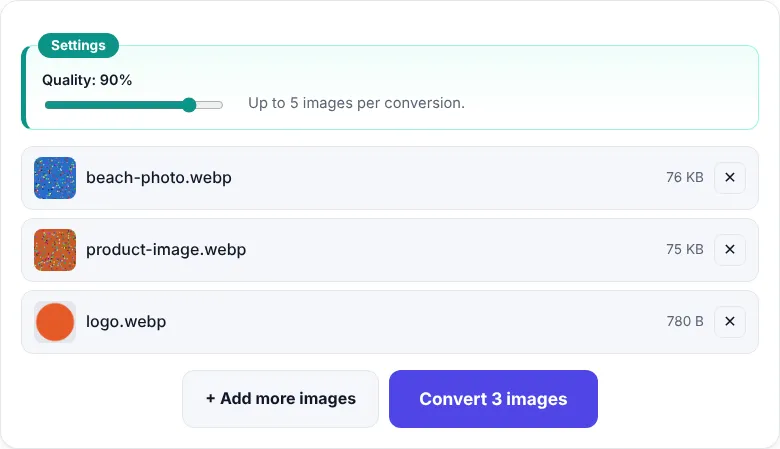 Settings
Quality: 90%
Up to 5 images per conversion.
beach-photo.webp 76 KB ✕
product-image.webp 75 KB ✕
logo.webp 780 B ✕
+ Add more images Convert 3 images